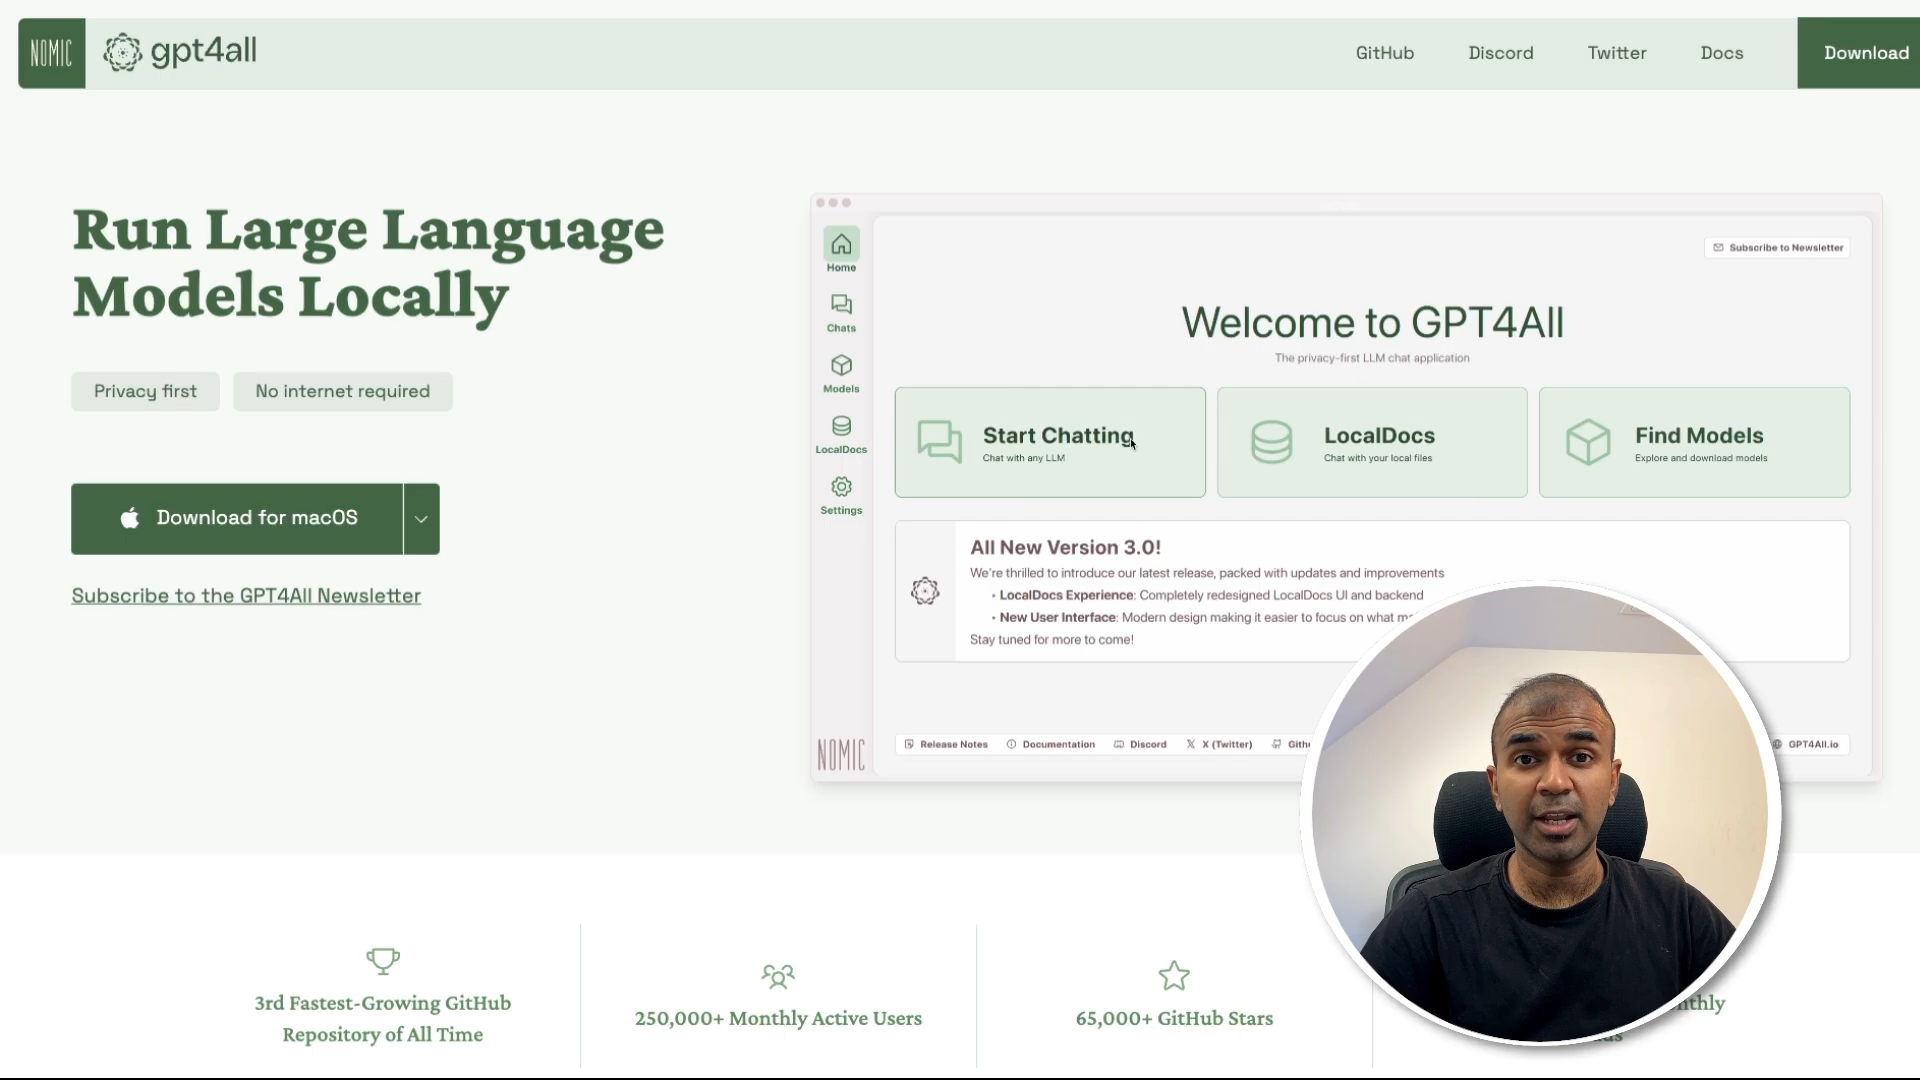 NOMIC
gpt4all
GitHub
Discord
Twitter
Docs
Download
Run Large Language
Models Locally
Privacy first
No internet required
Download for macOS
Subscribe to the GPT4All Newsletter
Home
Chats
Models
LocalDocs
Settings
NOMIC
Subscribe to Newsletter
Welcome to GPT4All
The privacy-first LLM chat application
Start Chatting
Chat with any LLM
LocalDocs
Chat with your local files
Find Models
Explore and download models
All New Version 3.0!
We're thrilled to introduce our latest release, packed with updates and improvements
• LocalDocs Experience: Completely redesigned LocalDocs UI and backend
• New User Interface: Modern design making it easier to focus on what
Stay tuned for more to come!
Release Notes
Documentation
Discord
X (Twitter)
GPT4All.io
3rd Fastest-Growing GitHub
Repository of All Time
250,000+ Monthly Active Users
65,000+ GitHub Stars